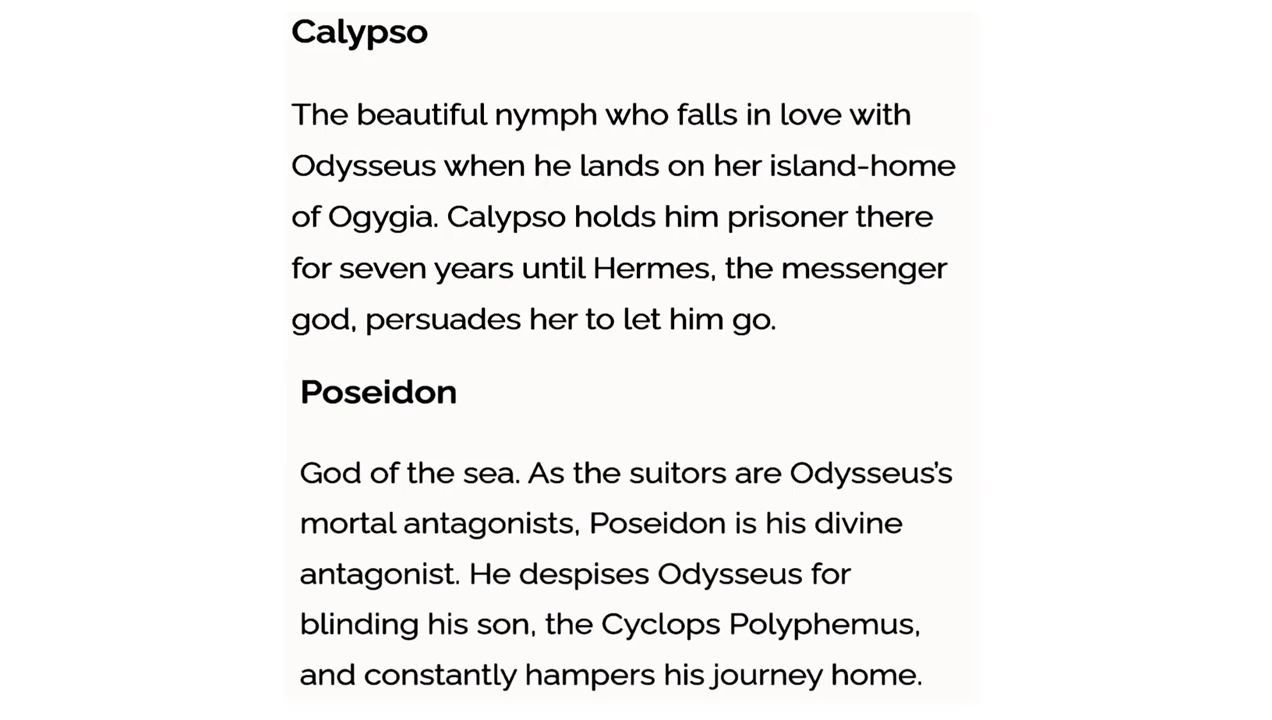 Calypso
The beautiful nymph who falls in love with
Odysseus when he lands on her island-home
of Ogygia. Calypso holds him prisoner there
for seven years until Hermes, the messenger
god, persuades her to let him go.
Poseidon
God of the sea. As the suitors are Odysseus’s
mortal antagonists, Poseidon is his divine
antagonist. He despises Odysseus for
blinding his son, the Cyclops Polyphemus,
and constantly hampers his journey home.